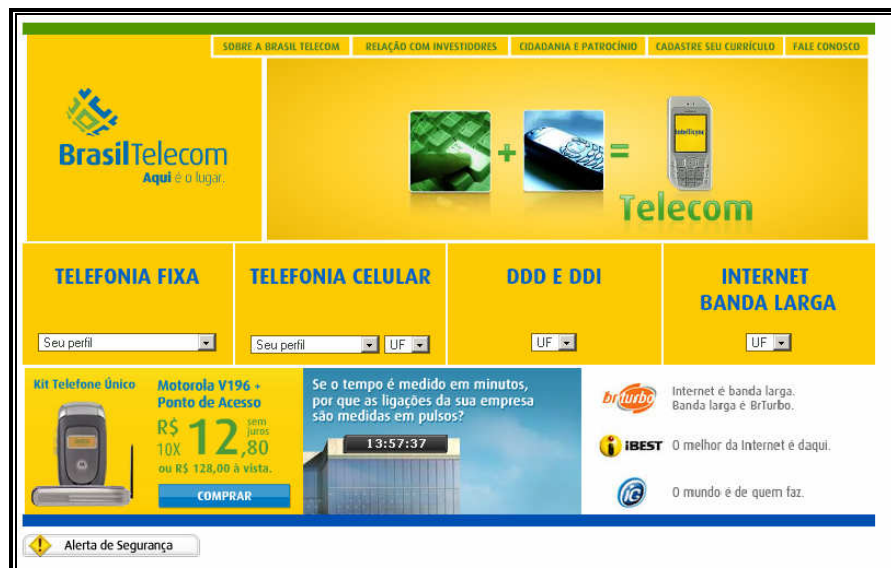 SOBRE A BRASIL TELECOM
RELAÇÃO COM INVESTIDORES
CIDADANIA E PATROCÍNIO
CADASTRE SEU CURRÍCULO
FALE CONOSCO
BrasilTelecom
Aqui é o lugar.
+ =
Telecom
TELEFONIA FIXA
Seu perfil
TELEFONIA CELULAR
Seu perfil
UF
DDD E DDI
UF
INTERNET
BANDA LARGA
UF
Kit Telefone Único
Motorola V196 +
Ponto de Acesso
R$ 12,80
10X
sem
juros
ou R$ 128,00 à vista.
COMPRAR
Se o tempo é medido em minutos,
por que as ligações da sua empresa
são medidas em pulsos?
13:57:37
brturbo
Internet é banda larga.
Banda larga é BrTurbo.
iBEST
O melhor da Internet é daqui.
iG
O mundo é de quem faz.
Alerta de Segurança